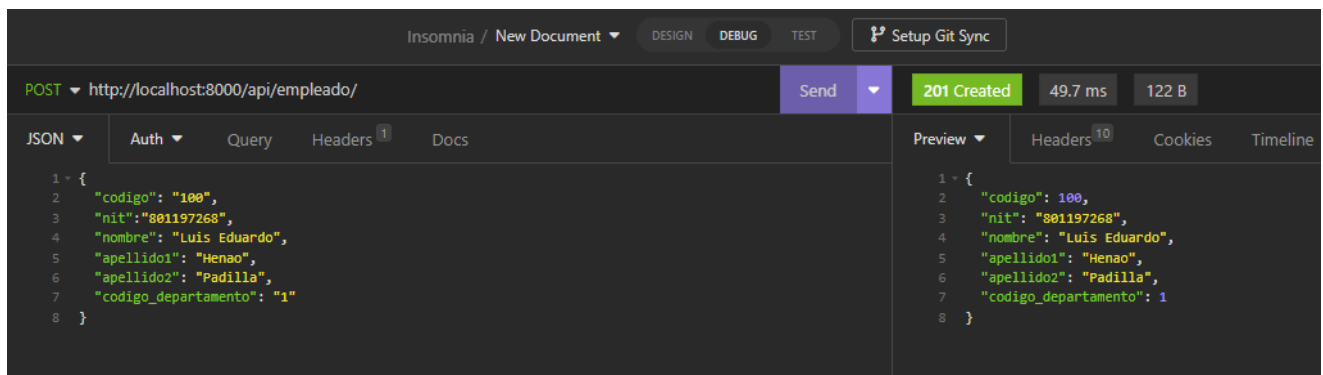 Insomnia / New Document DESIGN DEBUG TEST Setup Git Sync
POST http://localhost:8000/api/empleado/ Send 201 Created 49.7 ms 122 B
JSON Auth Query Headers 1 Docs Preview Headers 10 Cookies Timeline
1 {
2 "codigo": "100",
3 "nit":"801197268",
4 "nombre": "Luis Eduardo",
5 "apellido1": "Henao",
6 "apellido2": "Padilla",
7 "codigo_departamento": "1"
8 }
1 {
2 "codigo": 100,
3 "nit": "801197268",
4 "nombre": "Luis Eduardo",
5 "apellido1": "Henao",
6 "apellido2": "Padilla",
7 "codigo_departamento": 1
8 }